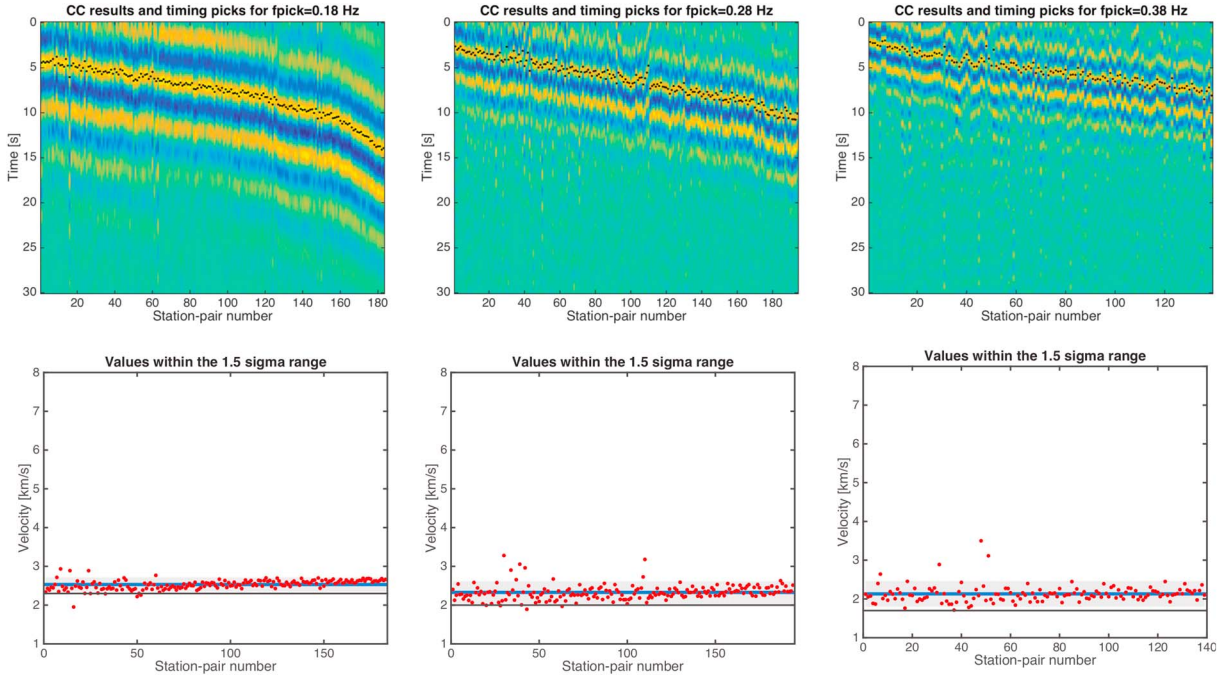 CC results and timing picks for fpick=0.18 Hz
0
5
10
15
20
25
30
Time [s]
20 40 60 80 100 120 140 160 180
Station-pair number
CC results and timing picks for fpick=0.28 Hz
0
5
10
15
20
25
30
Time [s]
20 40 60 80 100 120 140 160 180
Station-pair number
CC results and timing picks for fpick=0.38 Hz
0
5
10
15
20
25
30
Time [s]
20 40 60 80 100 120
Station-pair number
Values within the 1.5 sigma range
8
7
6
5
4
3
2
1
Velocity [km/s]
0 50 100 150
Station-pair number
Values within the 1.5 sigma range
8
7
6
5
4
3
2
1
Velocity [km/s]
0 50 100 150
Station-pair number
Values within the 1.5 sigma range
8
7
6
5
4
3
2
1
Velocity [km/s]
0 20 40 60 80 100 120 140
Station-pair number